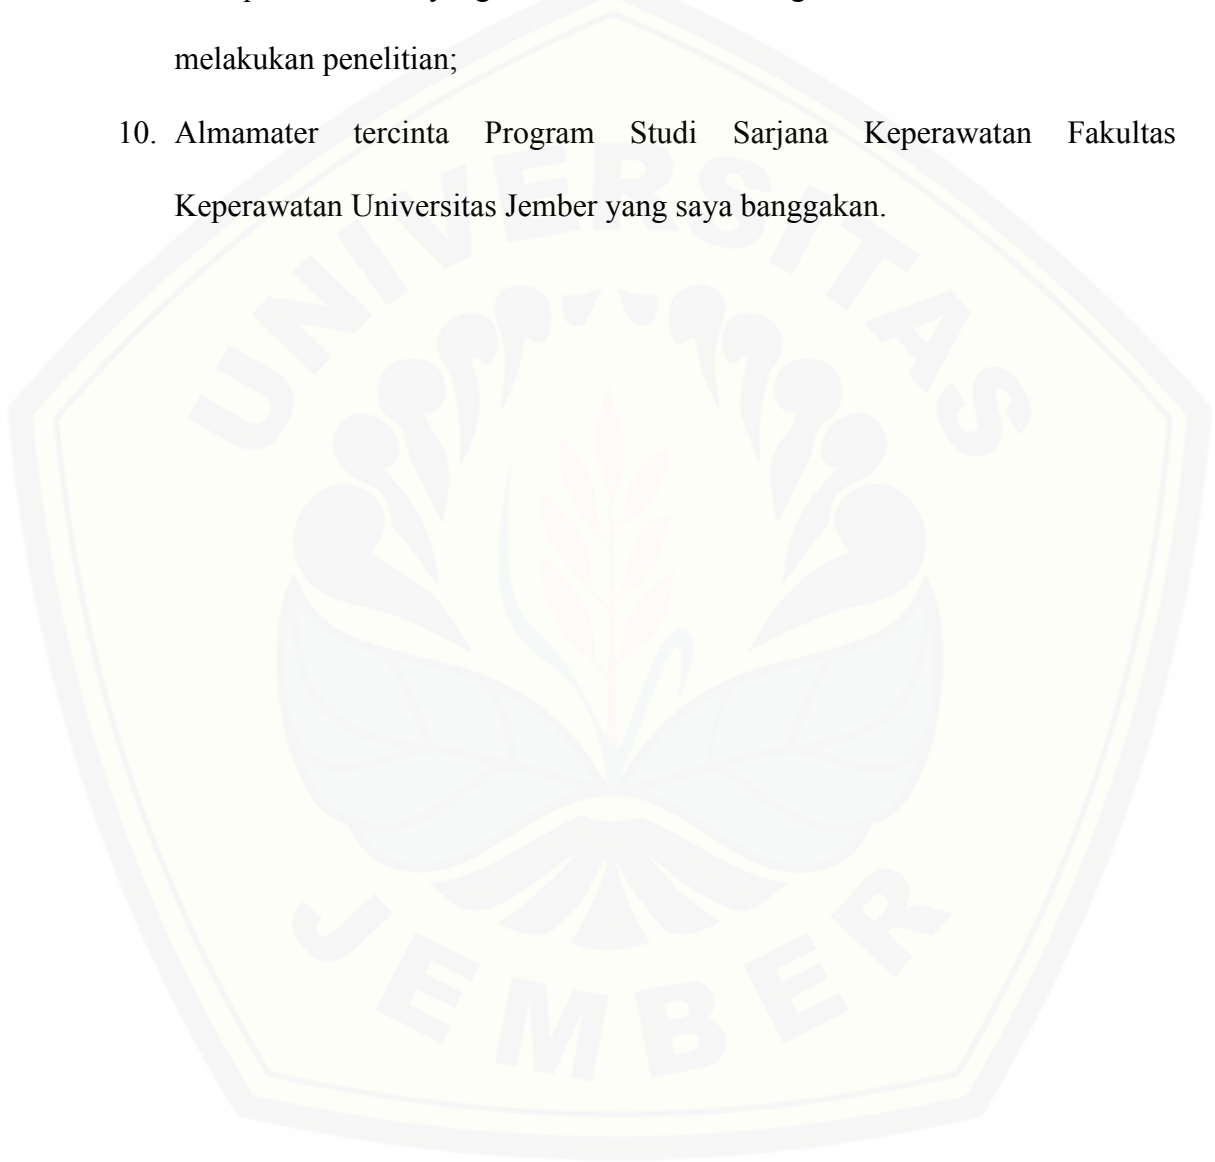 melakukan penelitian;
10. Almamater tercinta Program Studi Sarjana Keperawatan Fakultas
Keperawatan Universitas Jember yang saya banggakan.
UNIVERSITAS
JEMBER